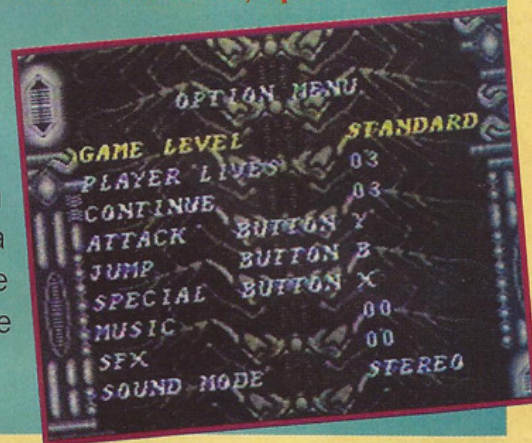 OPTION MENU
GAME LEVEL STANDARD
PLAYER LIVES 03
CONTINUE 03
ATTACK BUTTON Y
JUMP BUTTON B
SPECIAL BUTTON X
MUSIC 00
SFX 00
SOUND MODE STEREO
a
e
e